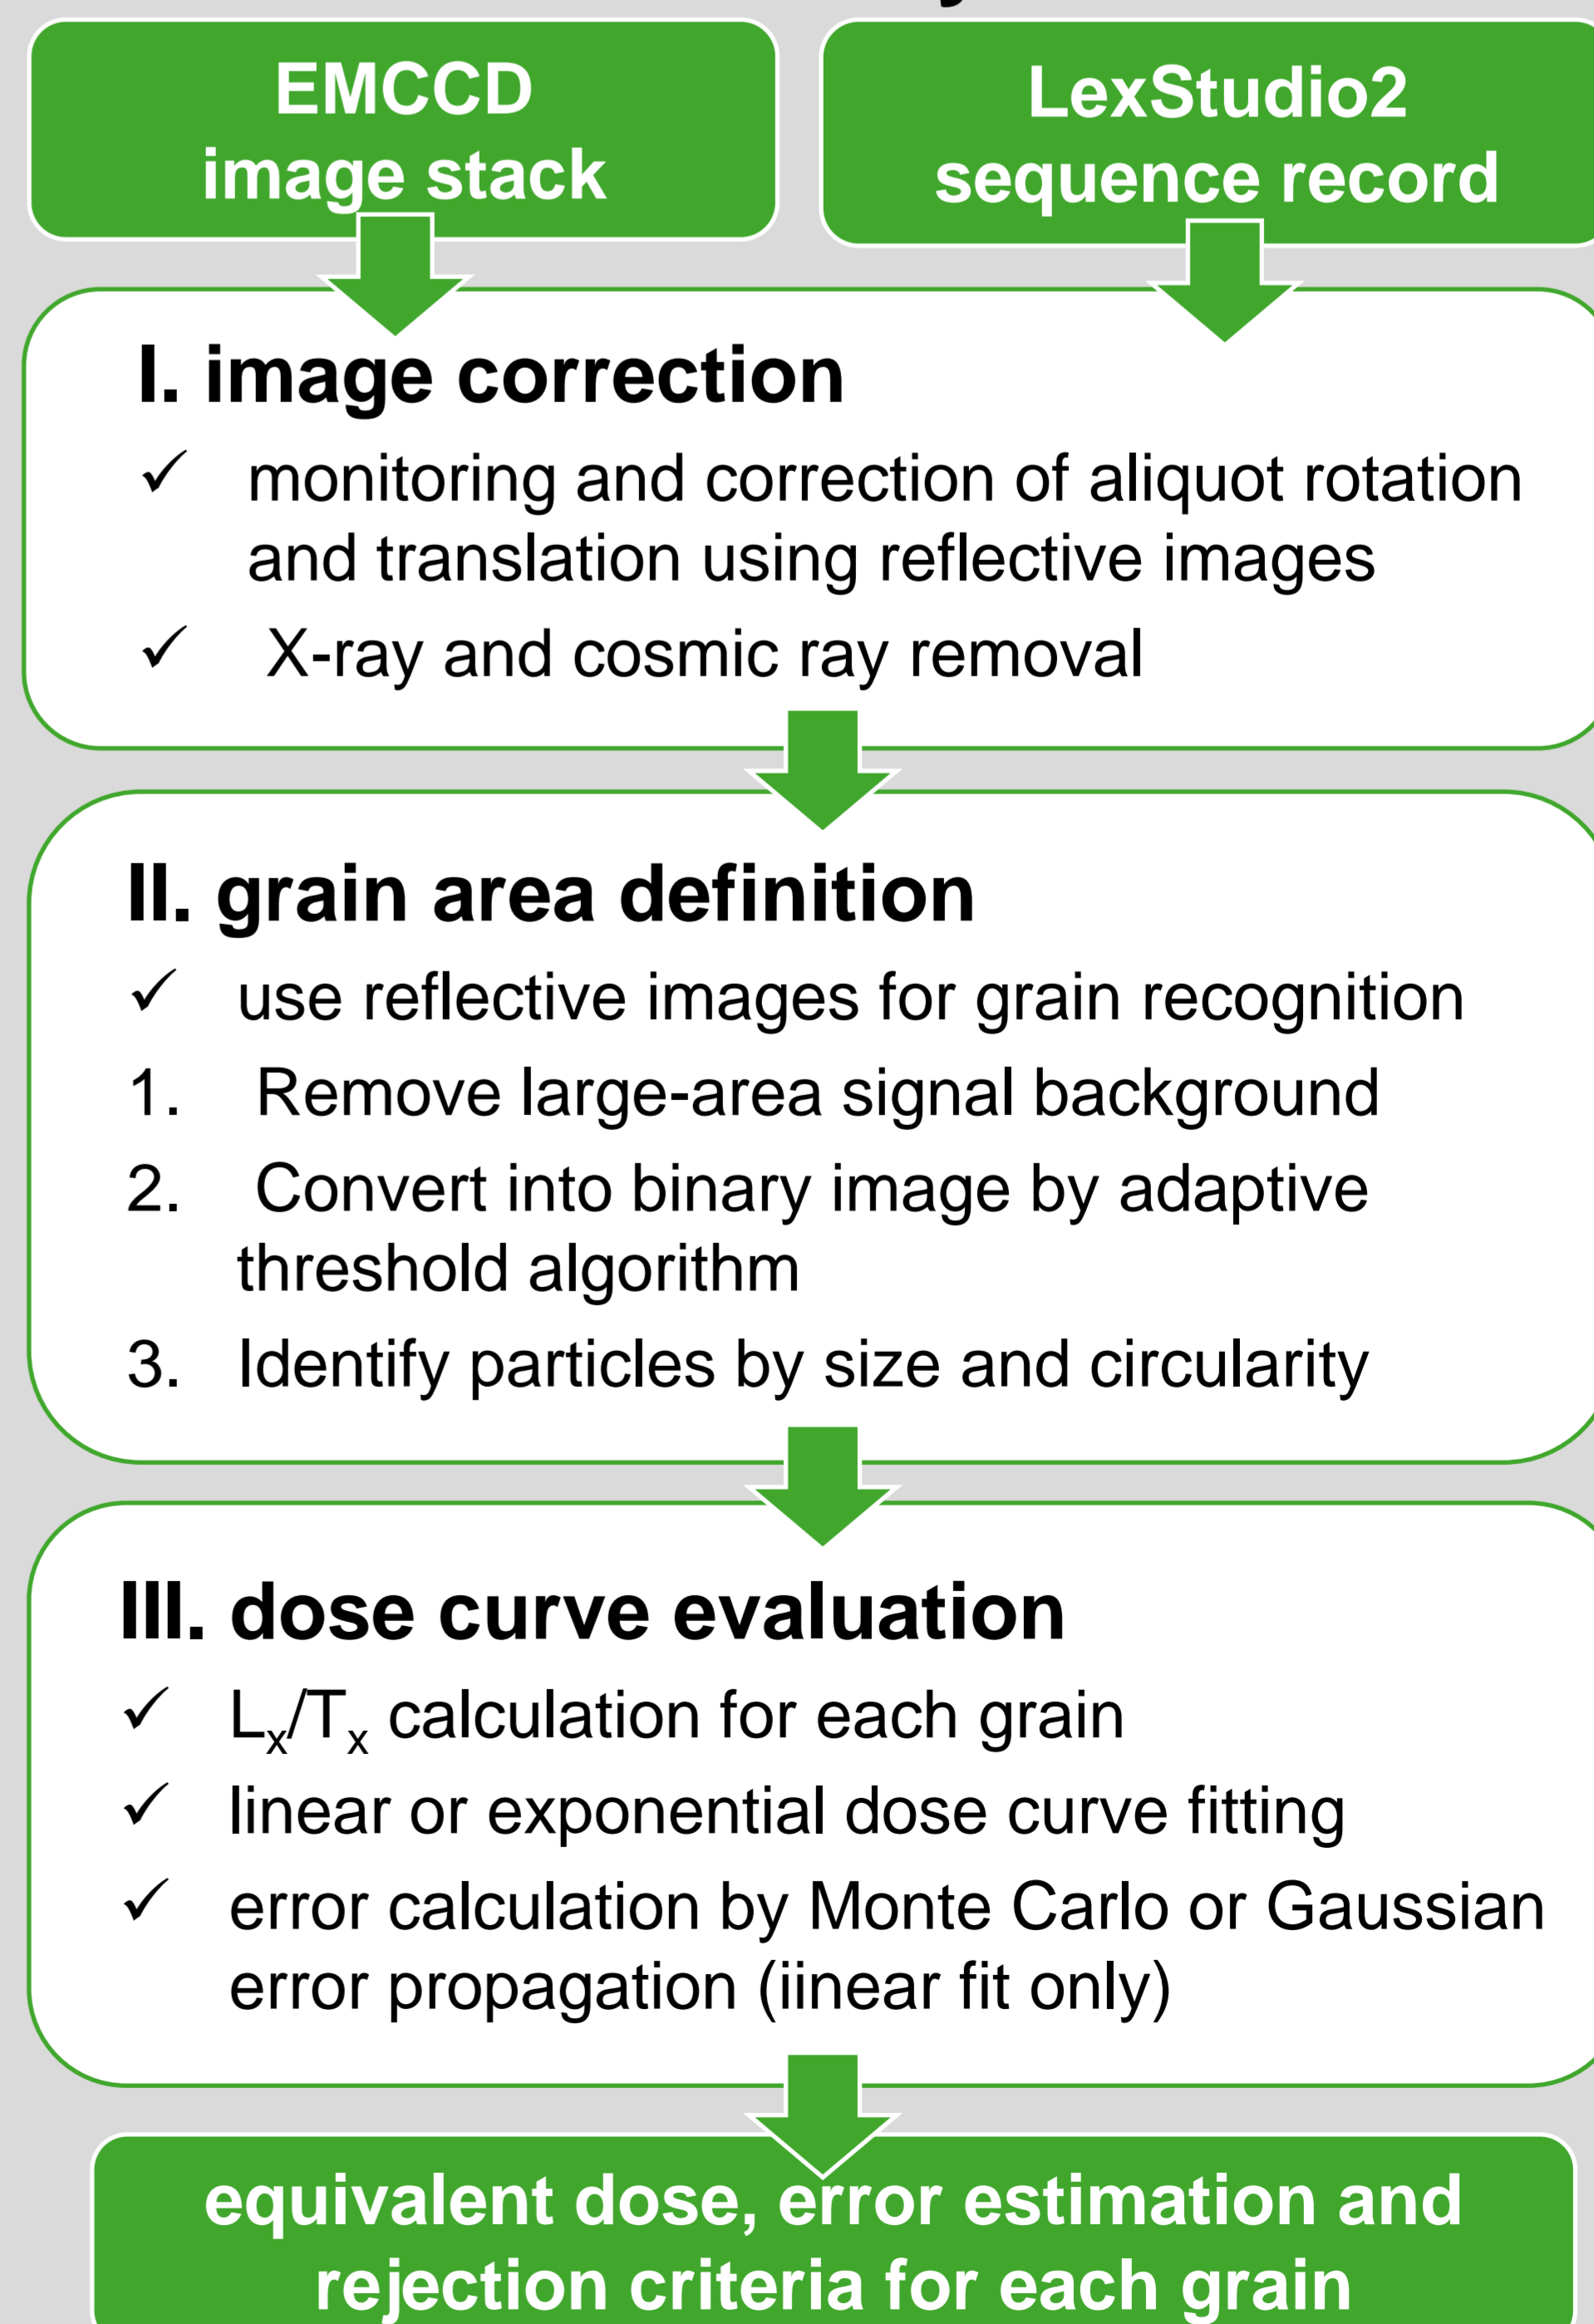 EMCCD
image stack
LexStudio2
sequence record
I. image correction
✓ monitoring and correction of aliquot rotation
and translation using reflective images
✓ X-ray and cosmic ray removal
II. grain area definition
✓ use reflective images for grain recognition
1. Remove large-area signal background
2. Convert into binary image by adaptive
threshold algorithm
3. Identify particles by size and circularity
III. dose curve evaluation
✓ Lₓ/Tₓ calculation for each grain
✓ linear or exponential dose curve fitting
✓ error calculation by Monte Carlo or Gaussian
error propagation (iinear fit only)
equivalent dose, error estimation and
rejection criteria for each grain